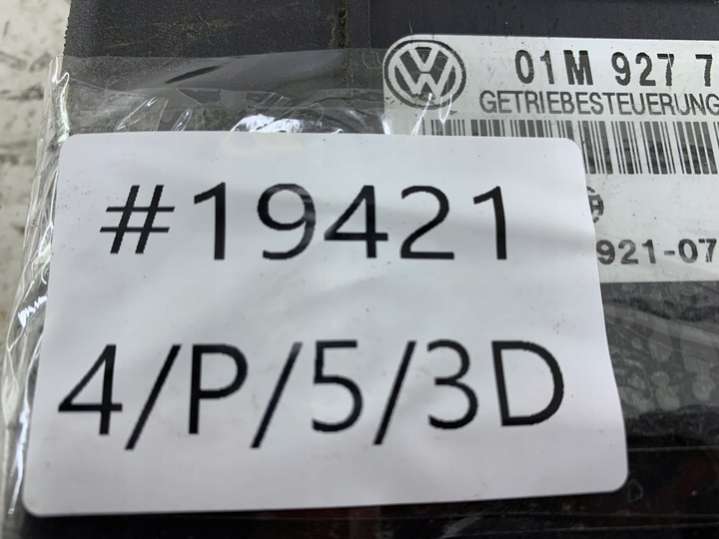 01M 927 7
GETRIEBESTEUERUNG
921-07
#19421
4/P/5/3D